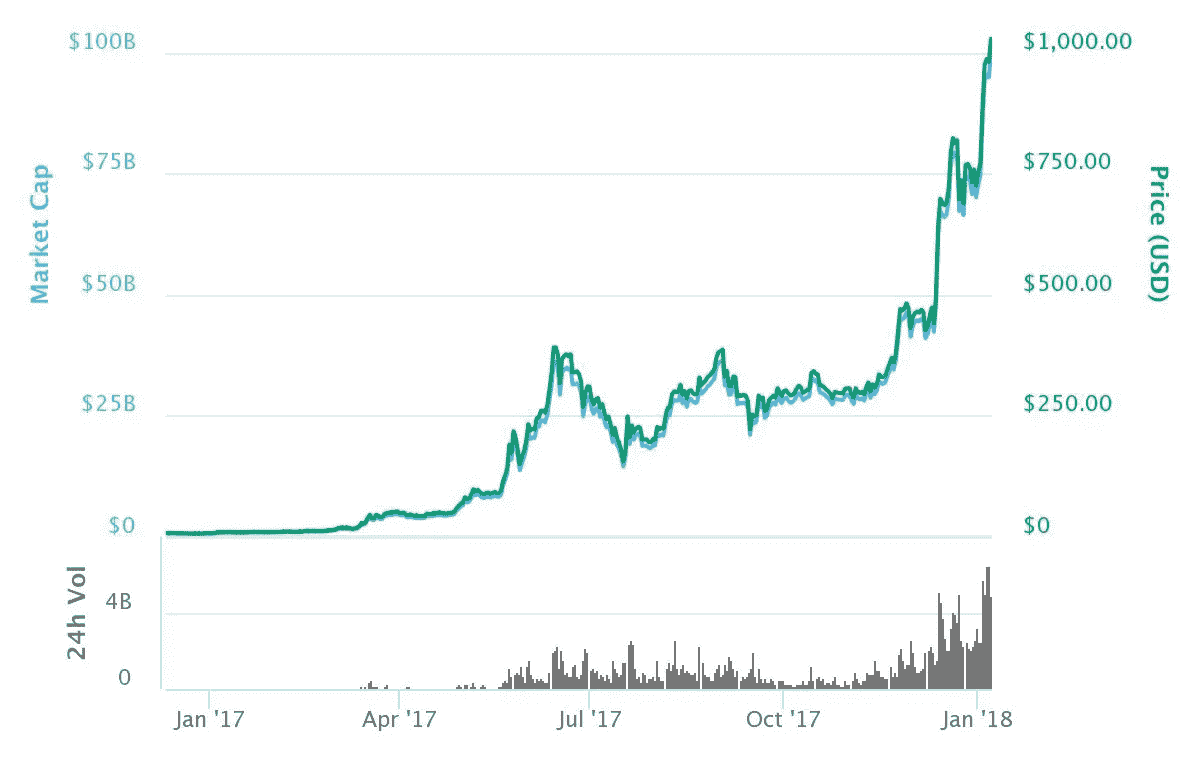 $100B
$1,000.00
$75B
$750.00
Market Cap
Price (USD)
$50B
$500.00
$25B
$250.00
$0
$0
24h Vol
4B
0
Jan '17
Apr '17
Jul '17
Oct '17
Jan '18